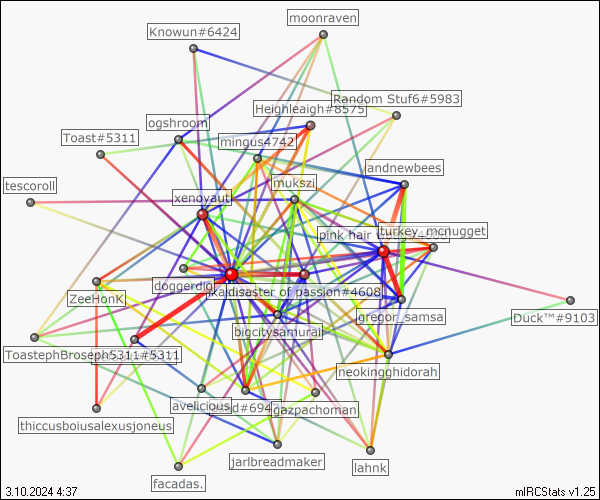 moonraven
Knowun#6424
Random Stuf6#5983
Heighleaigh#8575
ogshroom
Toast#5311
mingus4742
andnewbees
mukszi
tescoroll
xenoyaut
pink hair
turkey_mcnugget
doggerdig
disaster of passion#4608
ZeeHonK
gregor_samsa
Duck™#9103
bigcitysamurai
ToastephBroseph5311#5311
neokingghidorah
avelicious
gazpachoman
thiccusboiusalexusjoneus
jarlbreadmaker
lahnk
facadas.
3.10.2024 4:37
mIRCStats v1.25